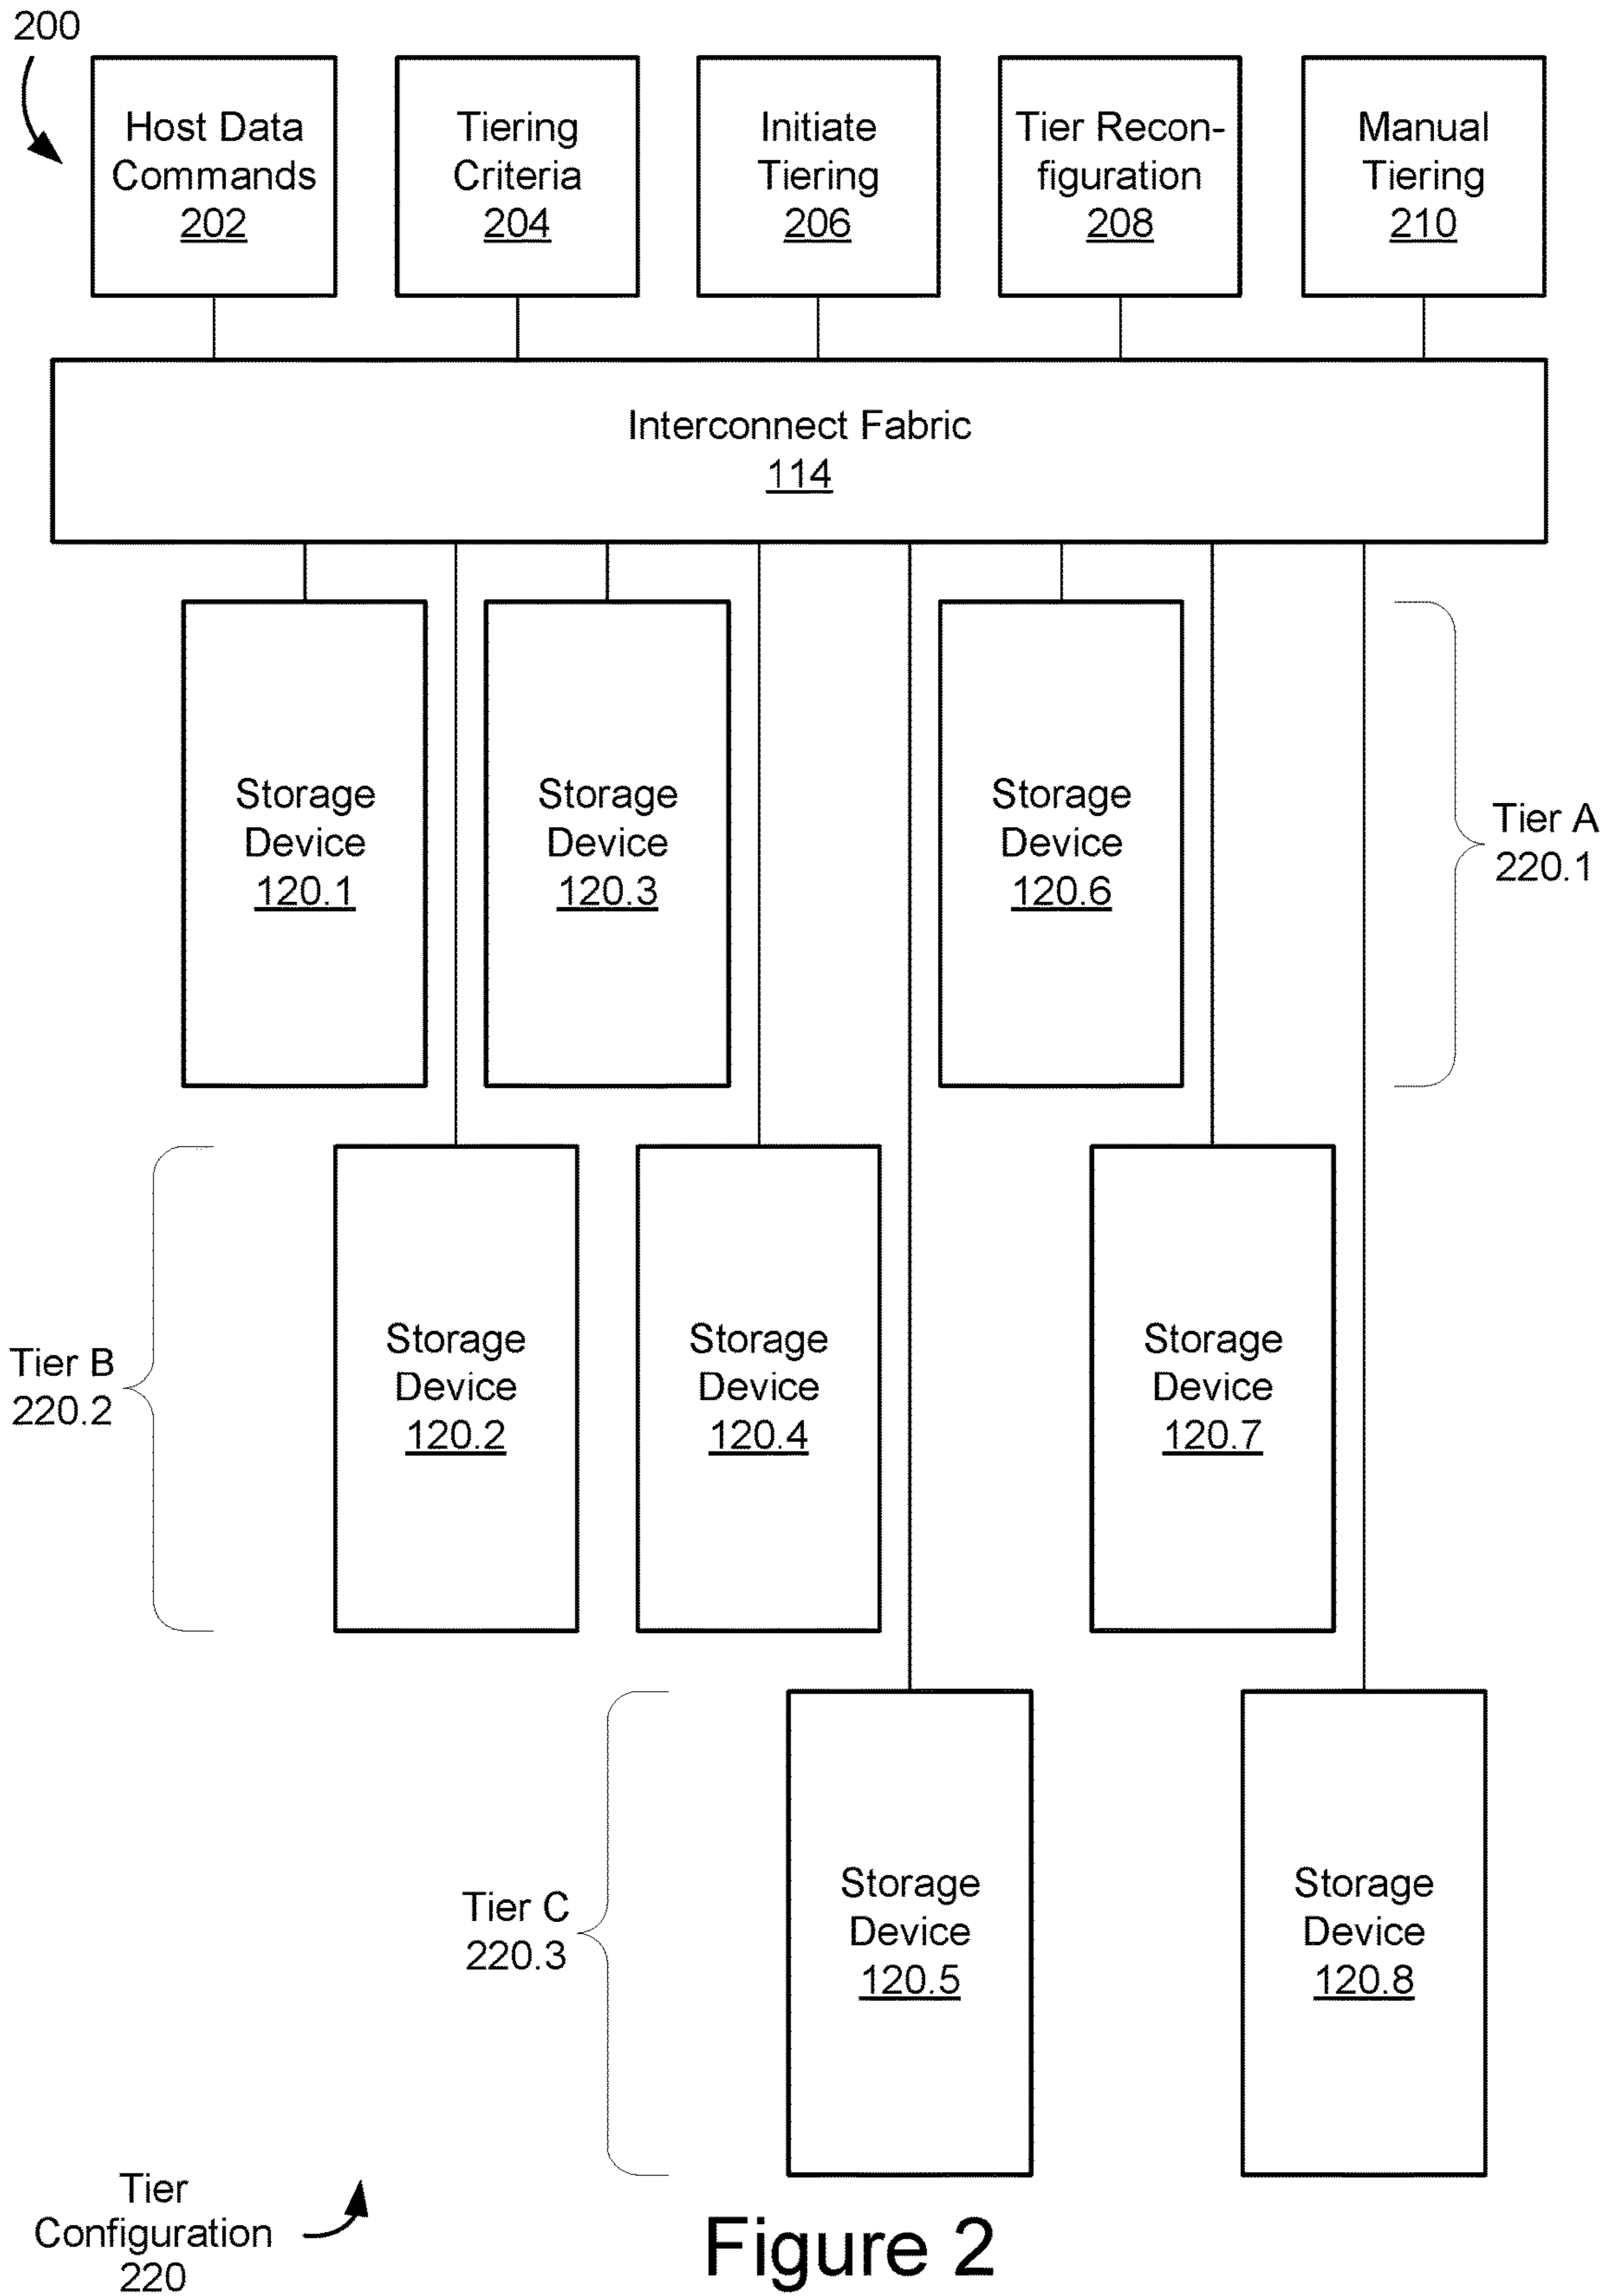 200
Host Data
Commands
202
Tiering
Criteria
204
Initiate
Tiering
206
Tier Recon-
figuration
208
Manual
Tiering
210
Interconnect Fabric
114
Storage
Device
120.1
Storage
Device
120.3
Storage
Device
120.6
Tier A
220.1
Tier B
220.2
Storage
Device
120.2
Storage
Device
120.4
Storage
Device
120.7
Tier C
220.3
Storage
Device
120.5
Storage
Device
120.8
Tier
Configuration
220
Figure 2